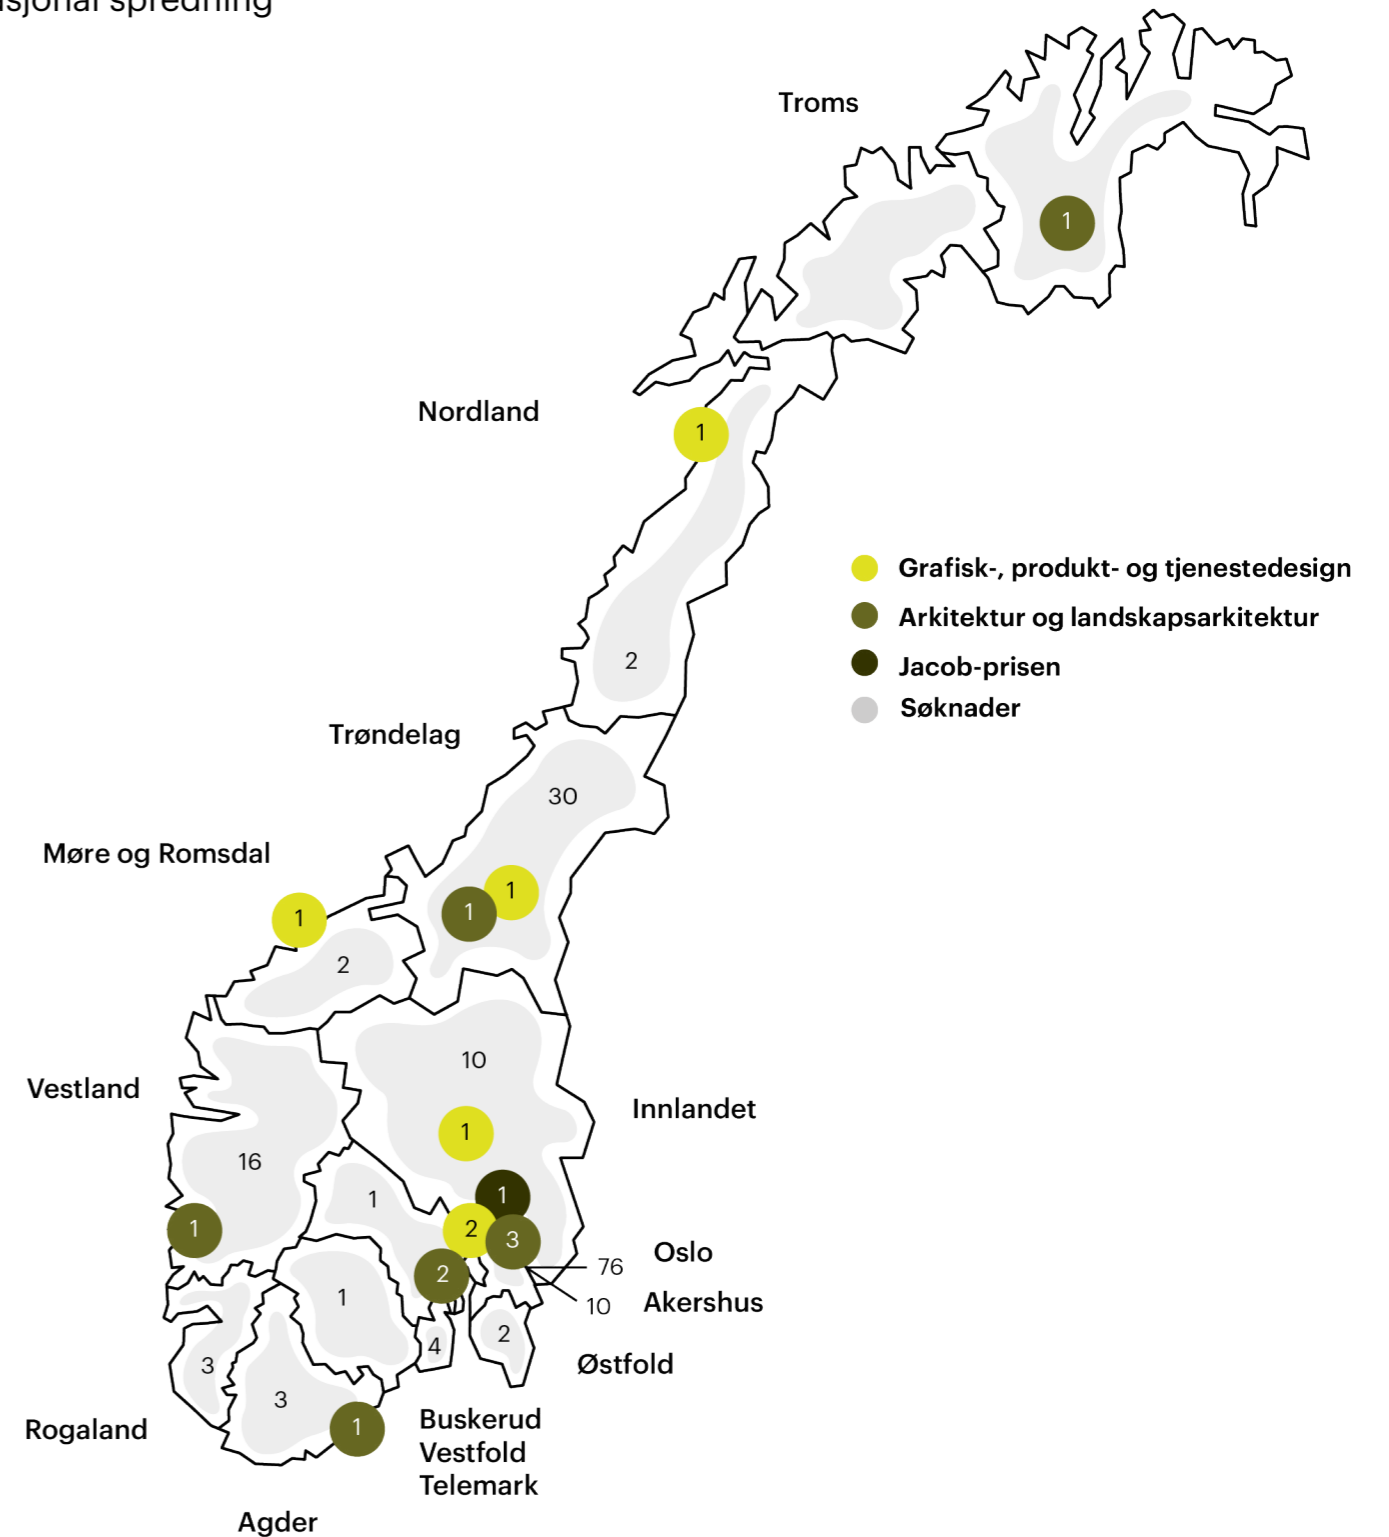 sjonal spredning
Troms
1
Nordland
1
Grafisk-, produkt- og tjenestedesign
Arkitektur og landskapsarkitektur
Jacob-prisen
Søknader
2
Trøndelag
30
Møre og Romsdal
1
1
1
2
10
Vestland
Innlandet
1
16
1
1
1
2
3
Oslo
76
2
1
Akershus
10
2
4
3
Østfold
3
Rogaland
1
Buskerud
Vestfold
Telemark
Agder